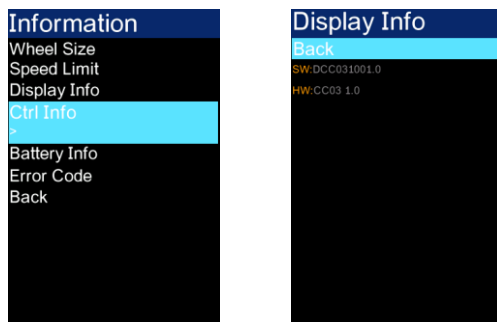 Information
Wheel Size
Speed Limit
Display Info
Ctrl Info
>
Battery Info
Error Code
Back
Display Info
Back
SW:DCC031001.0
HW:CC03 1.0